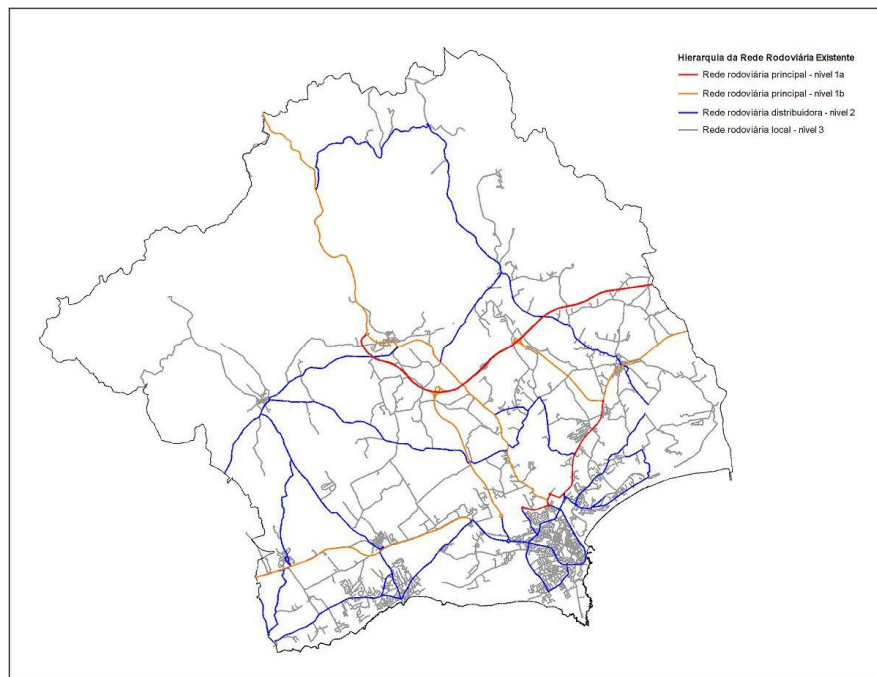 Hierarquia da Rede Rodoviária Existente
Rede rodoviária principal - nível 1a
Rede rodoviária principal - nível 1b
Rede rodoviária distribuidora - nível 2
Rede rodoviária local - nível 3